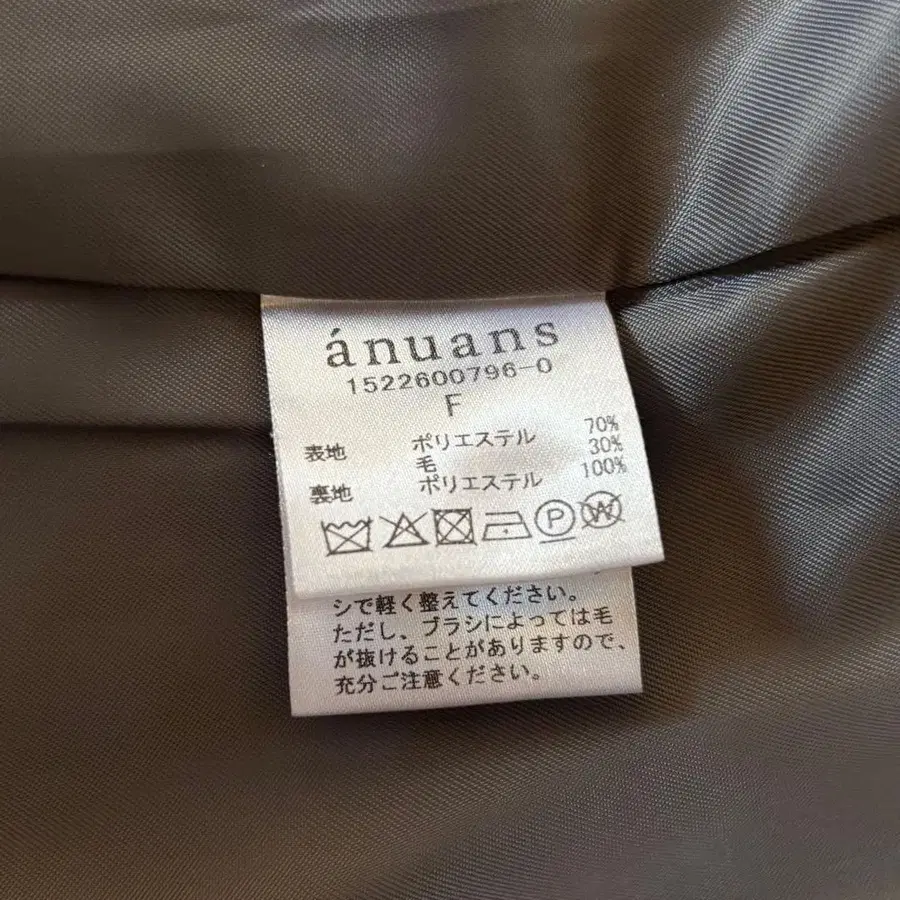 ánuans
1522600796-0
F
表地 ポリエステル 70%
毛 30%
裏地 ポリエステル 100%
P W
シで軽く整えてください。
ただし、ブラシによっては毛
が抜けることがありますので、
充分ご注意ください。